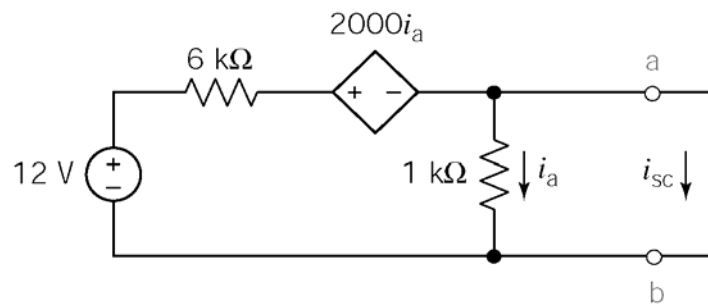 2000i_a
6 kΩ
+ −
a
12 V
+
−
1 kΩ
i_a
i_sc
b